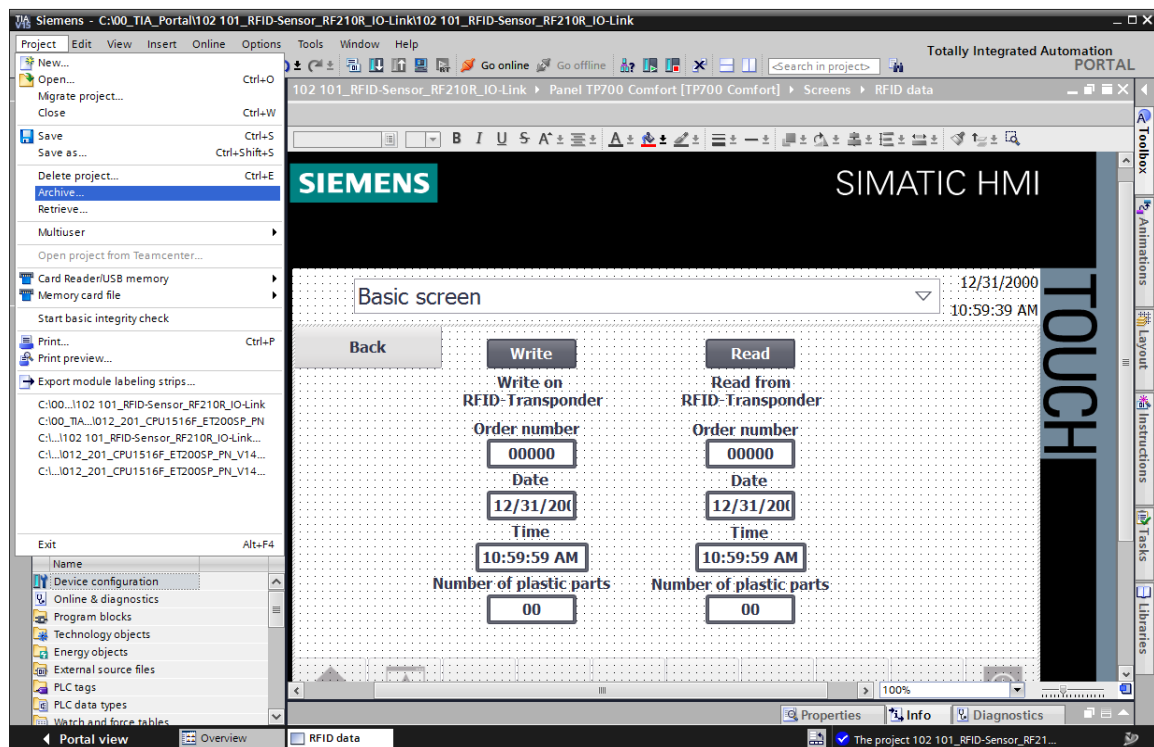 Siemens - C:\00_TIA_Portal\102 101_RFID-Sensor_RF210R_IO-Link\102 101_RFID-Sensor_RF210R_IO-Link
Project Edit View Insert Online Options Tools Window Help
Totally Integrated Automation
PORTAL
Go online Go offline <Search in project>
New...
Open... Ctrl+O
Migrate project...
Close Ctrl+W
Save Ctrl+S
Save as... Ctrl+Shift+S
Delete project... Ctrl+E
Archive...
Retrieve...
Multiuser
Open project from Teamcenter...
Card Reader/USB memory
Memory card file
Start basic integrity check
Print... Ctrl+P
Print preview...
Export module labeling strips...
C:\00...\102 101_RFID-Sensor_RF210R_IO-Link
C:\00_TIA...\012_201_CPU1516F_ET200SP_PN
C:\...\102 101_RFID-Sensor_RF210R_IO-Link...
C:\...\012_201_CPU1516F_ET200SP_PN_V14...
C:\...\012_201_CPU1516F_ET200SP_PN_V14...
Exit Alt+F4
Name
Device configuration
Online & diagnostics
Program blocks
Technology objects
Energy objects
External source files
PLC tags
PLC data types
Watch and force tables
102 101_RFID-Sensor_RF210R_IO-Link Panel TP700 Comfort [TP700 Comfort] Screens RFID data
B I U S A
SIEMENS SIMATIC HMI
TOUCH
Basic screen
12/31/2000
10:59:39 AM
Back
Write Read
Write on Read from
RFID-Transponder RFID-Transponder
Order number Order number
00000 00000
Date Date
12/31/200 12/31/200
Time Time
10:59:59 AM 10:59:59 AM
Number of plastic parts Number of plastic parts
00 00
100%
Properties Info Diagnostics
Toolbox
Animations
Layout
Instructions
Tasks
Libraries
Portal view Overview RFID data The project 102 101_RFID-Sensor_RF21...